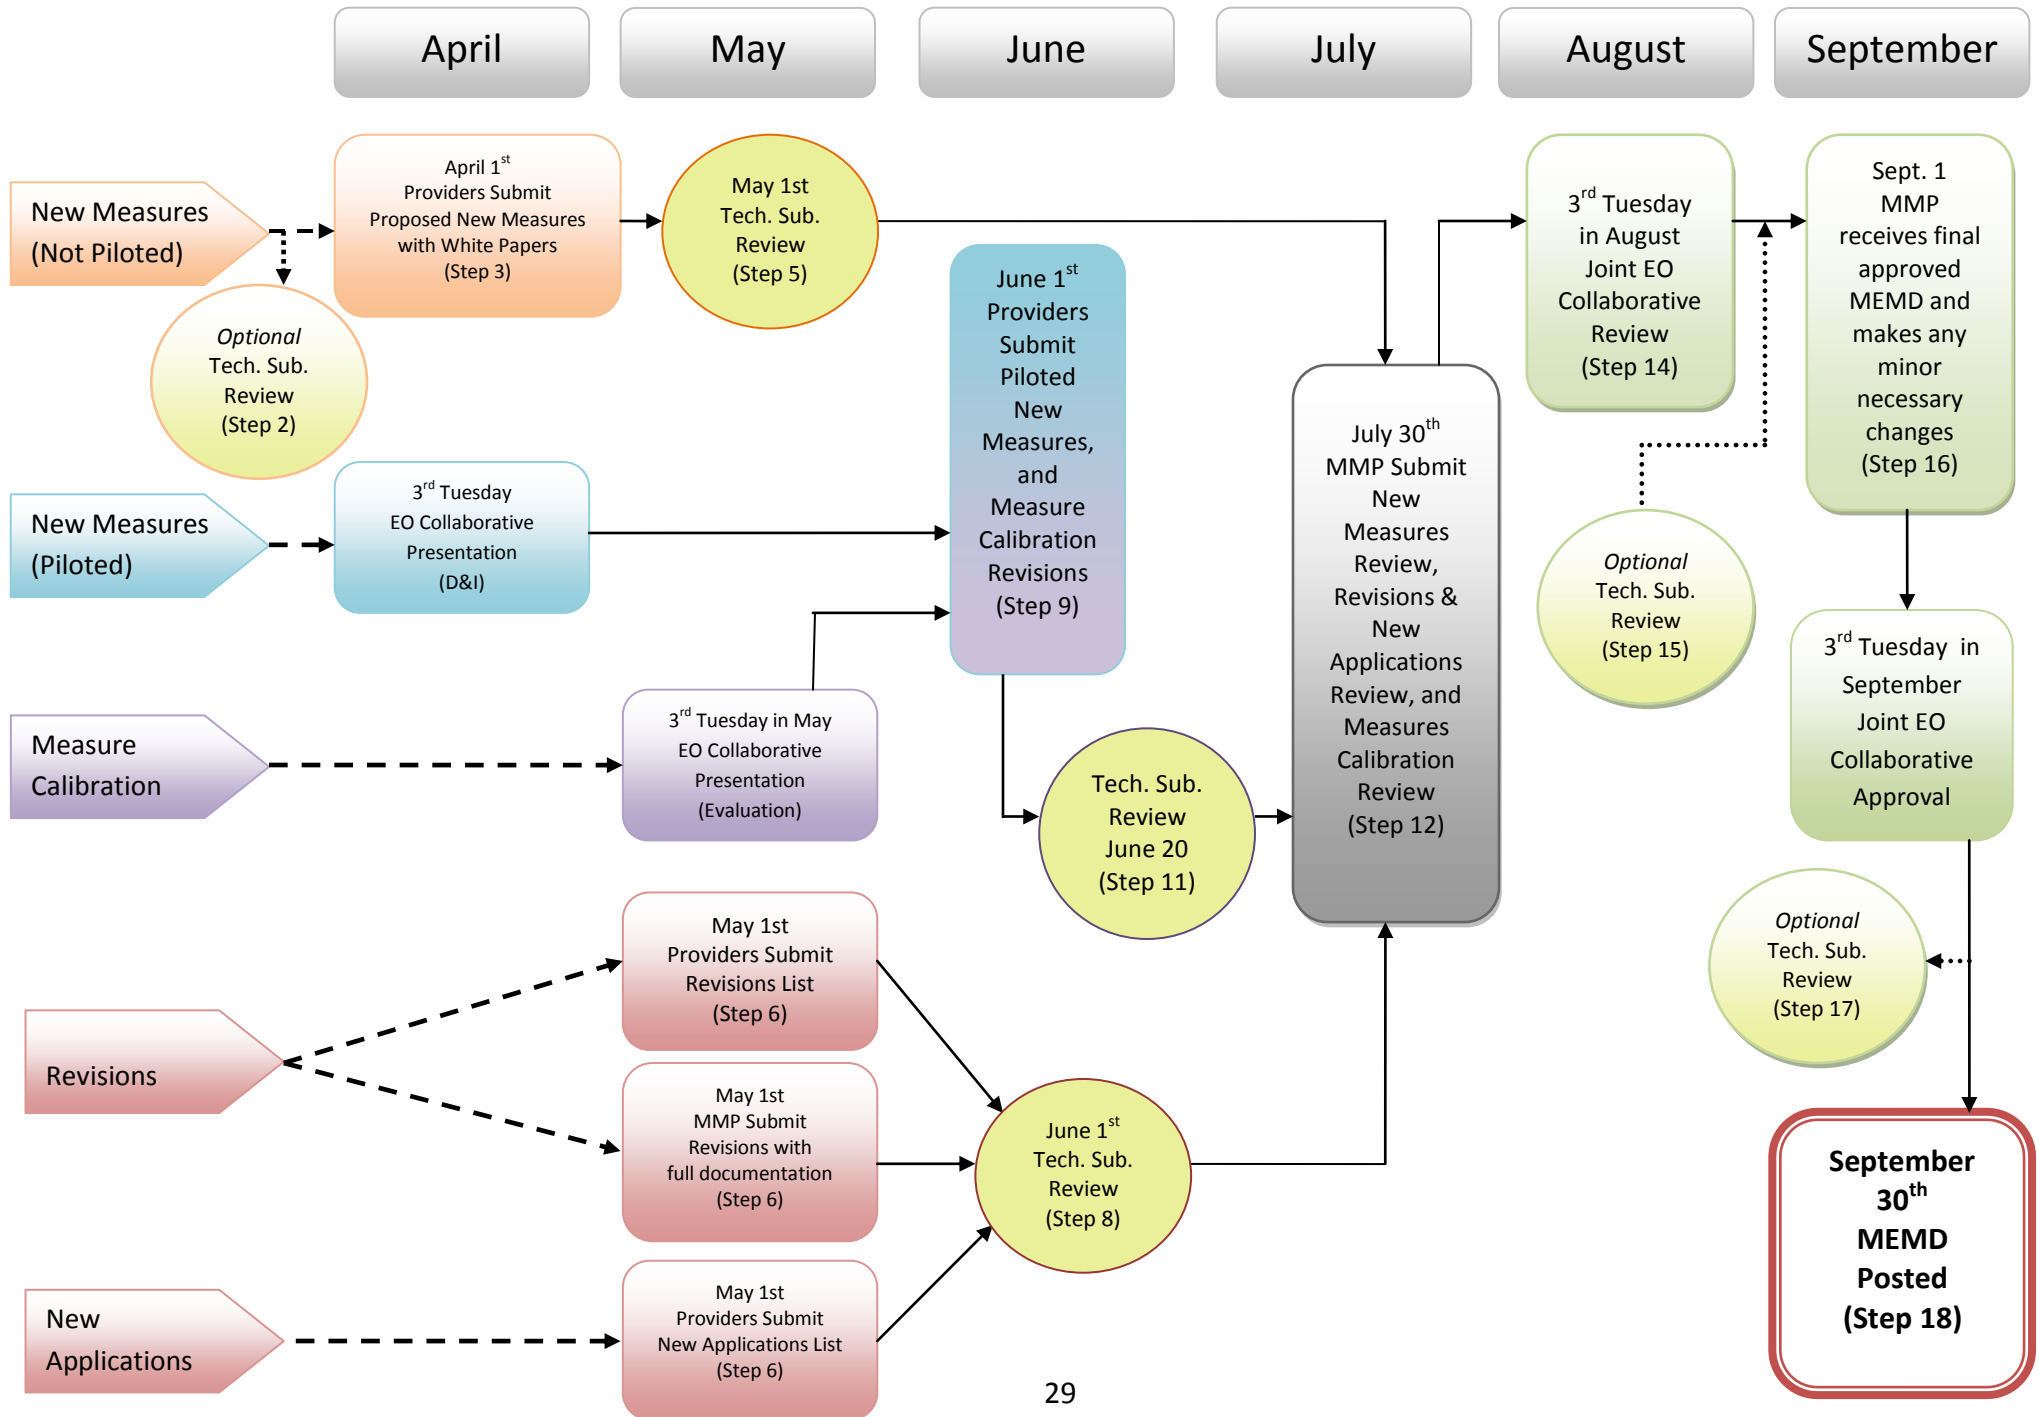 April
May
June
July
August
September
New Measures
(Not Piloted)
April 1st
Providers Submit
Proposed New Measures
with White Papers
(Step 3)
May 1st
Tech. Sub.
Review
(Step 5)
Optional
Tech. Sub.
Review
(Step 2)
New Measures
(Piloted)
3rd Tuesday
EO Collaborative
Presentation
(D&I)
June 1st
Providers
Submit
Piloted
New
Measures,
and
Measure
Calibration
Revisions
(Step 9)
Measure
Calibration
3rd Tuesday in May
EO Collaborative
Presentation
(Evaluation)
Tech. Sub.
Review
June 20
(Step 11)
Revisions
May 1st
Providers Submit
Revisions List
(Step 6)
May 1st
MMP Submit
Revisions with
full documentation
(Step 6)
New
Applications
May 1st
Providers Submit
New Applications List
(Step 6)
June 1st
Tech. Sub.
Review
(Step 8)
July 30th
MMP Submit
New
Measures
Review,
Revisions &
New
Applications
Review, and
Measures
Calibration
Review
(Step 12)
3rd Tuesday
in August
Joint EO
Collaborative
Review
(Step 14)
Optional
Tech. Sub.
Review
(Step 15)
Sept. 1
MMP
receives final
approved
MEMD and
makes any
minor
necessary
changes
(Step 16)
3rd Tuesday in
September
Joint EO
Collaborative
Approval
Optional
Tech. Sub.
Review
(Step 17)
September
30th
MEMD
Posted
(Step 18)
29